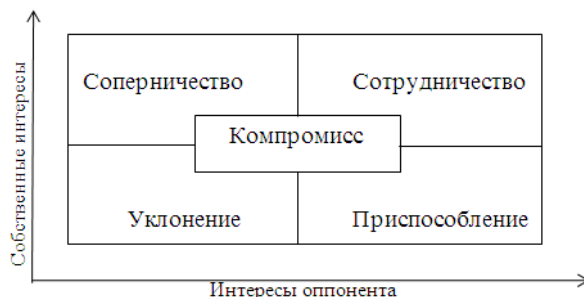 Собственные интересы
Соперничество
Сотрудничество
Компромисс
Уклонение
Приспособление
Интересы оппонента